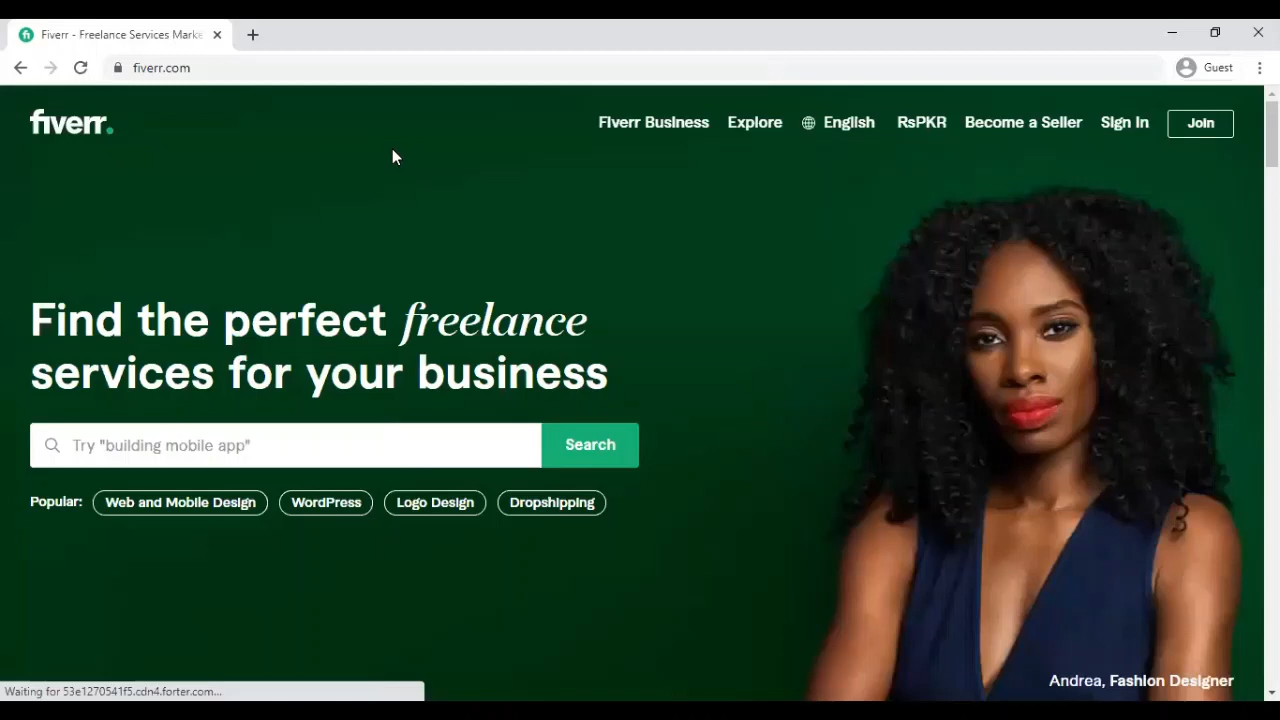 Fiverr - Freelance Services Marke
fiverr.com
Guest
fiverr.
Fiverr Business
Explore
English
RsPKR
Become a Seller
Sign In
Join
Find the perfect freelance
services for your business
Try "building mobile app"
Search
Popular:
Web and Mobile Design
WordPress
Logo Design
Dropshipping
Andrea, Fashion Designer
Waiting for 53e1270541f5.cdn4.forter.com...